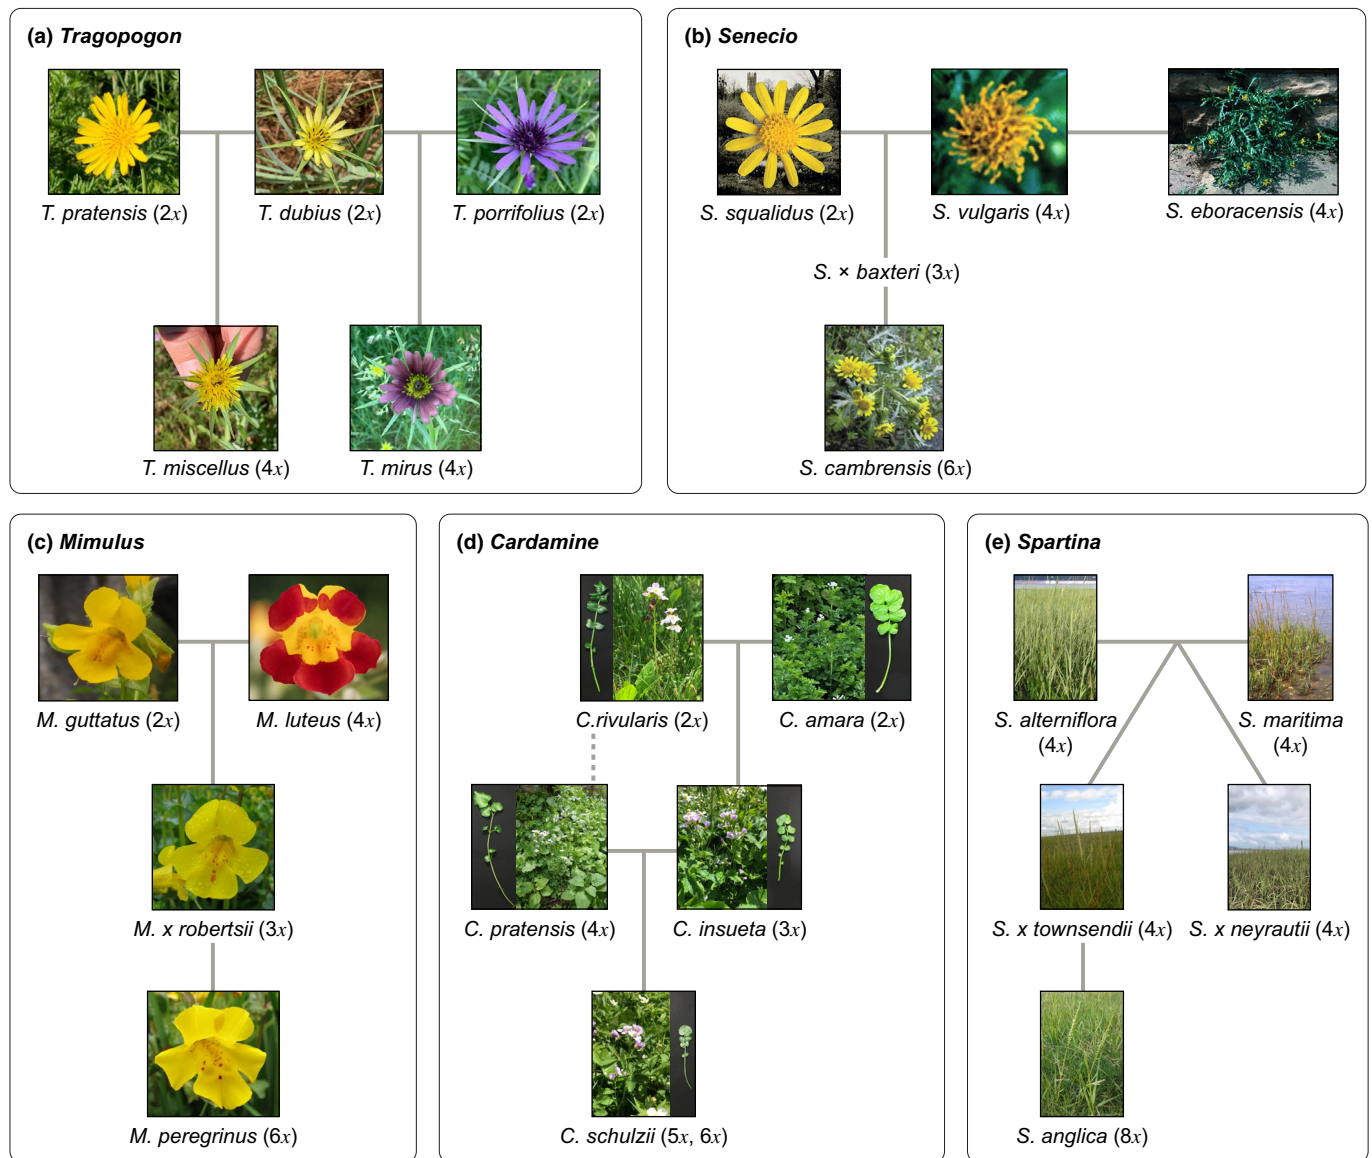 (a) Tragopogon
T. pratensis (2x)
T. dubius (2x)
T. porrifolius (2x)
T. miscellus (4x)
T. mirus (4x)
(b) Senecio
S. squalidus (2x)
S. vulgaris (4x)
S. eboracensis (4x)
S. × baxteri (3x)
S. cambrensis (6x)
(c) Mimulus
M. guttatus (2x)
M. luteus (4x)
M. x robertsii (3x)
M. peregrinus (6x)
(d) Cardamine
C.rivularis (2x)
C. amara (2x)
C. pratensis (4x)
C. insueta (3x)
C. schulzii (5x, 6x)
(e) Spartina
S. alterniflora
(4x)
S. maritima
(4x)
S. x townsendii (4x)
S. x neyrautii (4x)
S. anglica (8x)